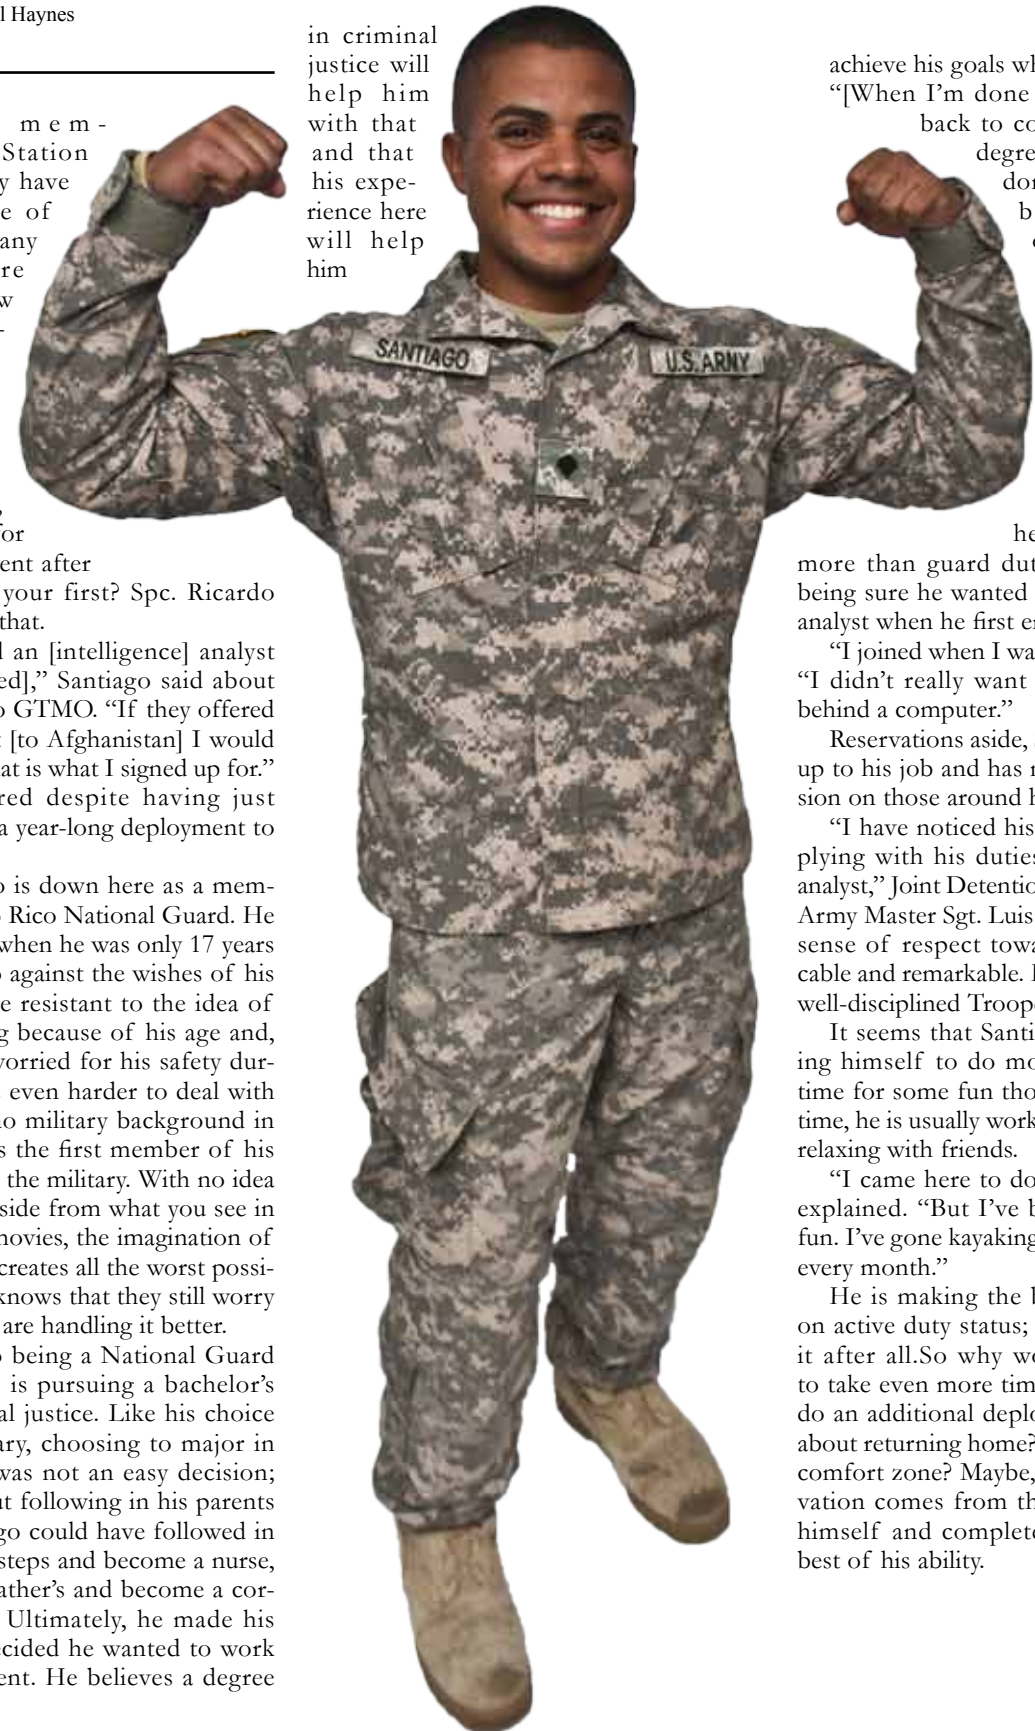 l Haynes
mem-
Station
y have
e of
any
re
w
-
,
for
ent after
your first? Spc. Ricardo
that.
d an [intelligence] analyst
ed],” Santiago said about
o GTMO. “If they offered
t [to Afghanistan] I would
at is what I signed up for.”
red despite having just
a year-long deployment to
o is down here as a mem-
o Rico National Guard. He
when he was only 17 years
o against the wishes of his
e resistant to the idea of
g because of his age and,
worried for his safety dur-
even harder to deal with
no military background in
s the first member of his
the military. With no idea
side from what you see in
movies, the imagination of
creates all the worst possi-
knows that they still worry
are handling it better.
o being a National Guard
is pursuing a bachelor’s
al justice. Like his choice
ary, choosing to major in
was not an easy decision;
ut following in his parents
go could have followed in
steps and become a nurse,
ather’s and become a cor-
Ultimately, he made his
ecided he wanted to work
ent. He believes a degree
in criminal
justice will
help him
with that
and that
his expe-
rience here
will help
him
SANTIAGO
U.S. ARMY
achieve his goals wh
“[When I’m done
back to co
degre
don
b
he
more than guard dut
being sure he wanted
analyst when he first en
“I joined when I wa
“I didn’t really want
behind a computer.”
Reservations aside,
up to his job and has r
sion on those around h
“I have noticed his
plying with his duties
analyst,” Joint Detentio
Army Master Sgt. Luis
sense of respect towa
cable and remarkable. 
well-disciplined Troope
It seems that Santi
ing himself to do mo
time for some fun tho
time, he is usually work
relaxing with friends.
“I came here to do
explained. “But I’ve b
fun. I’ve gone kayaking
every month.”
He is making the b
on active duty status;
it after all.So why wo
to take even more tim
do an additional deplo
about returning home?
comfort zone? Maybe,
vation comes from th
himself and complete
best of his ability.